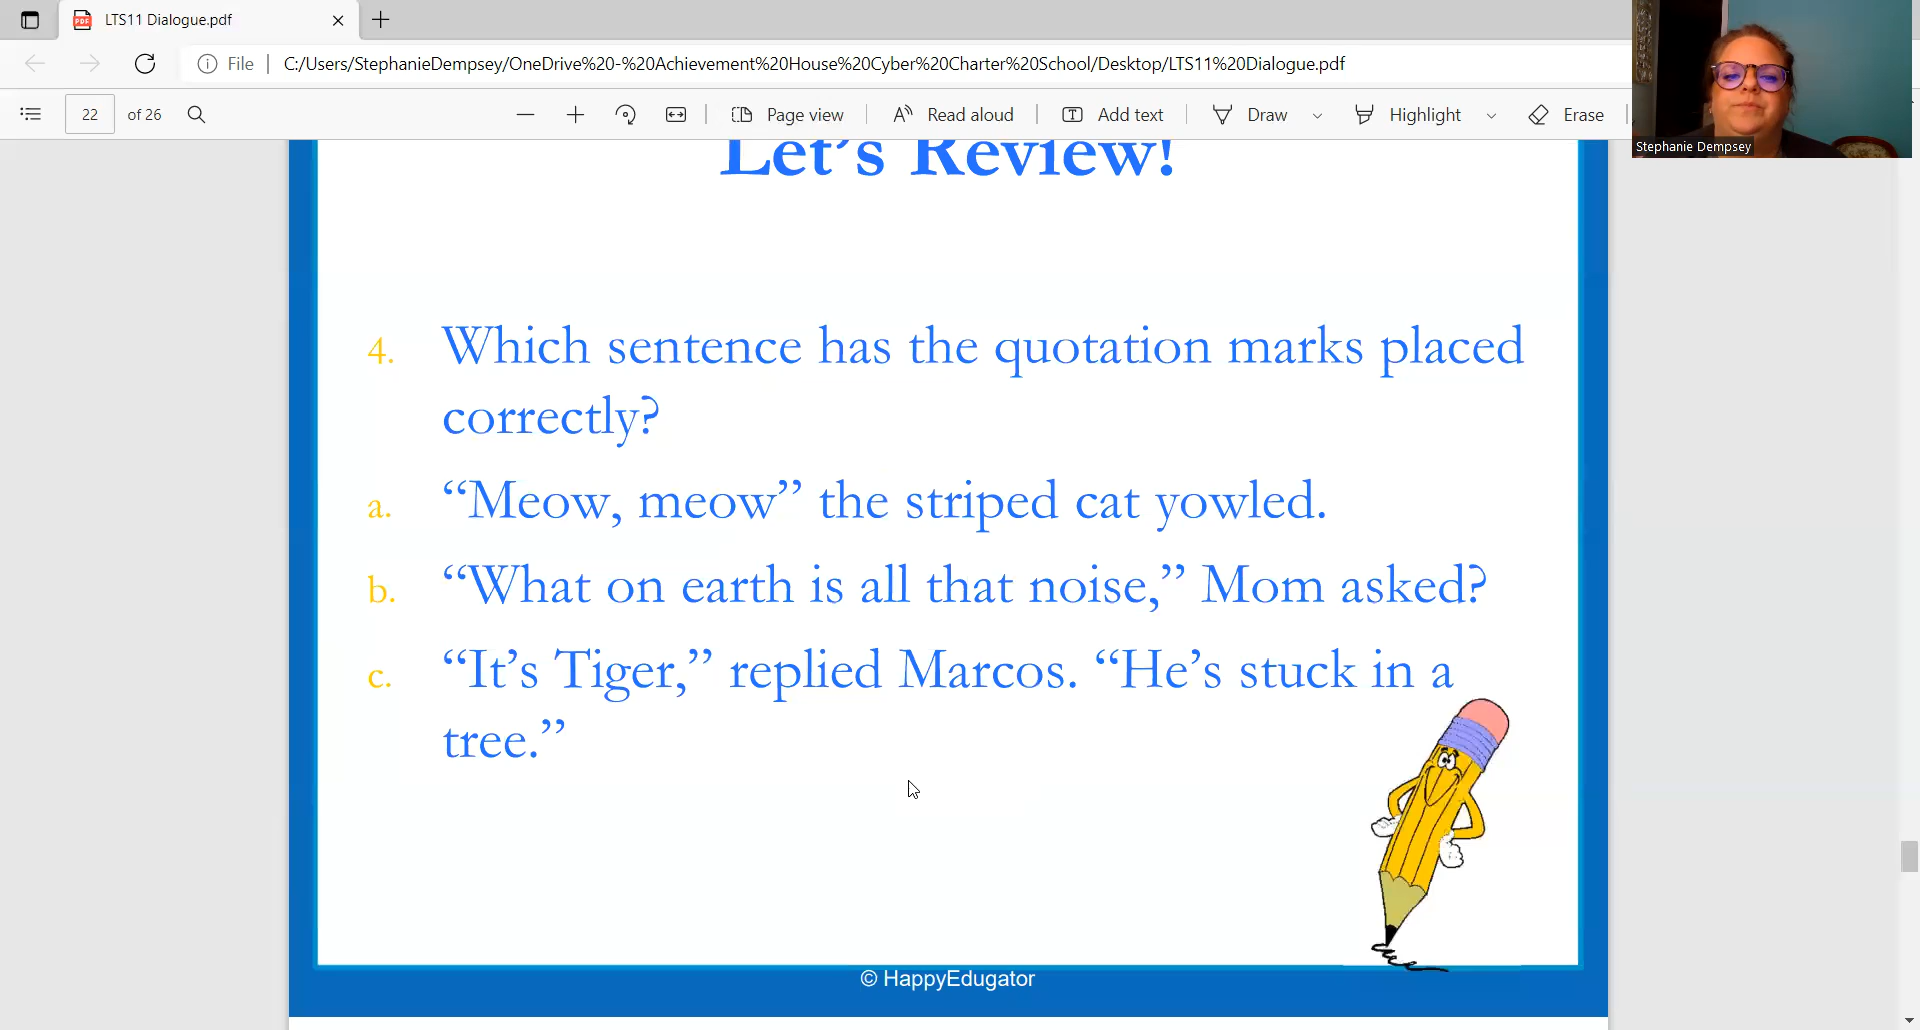 LTS11 Dialogue.pdf
File
C:/Users/StephanieDempsey/OneDrive%20-%20Achievement%20House%20Cyber%20Charter%20School/Desktop/LTS11%20Dialogue.pdf
22 of 26
Page view
Read aloud
Add text
Draw
Highlight
Erase
Stephanie Dempsey
Let’s Review!
4. Which sentence has the quotation marks placed
correctly?
a. “Meow, meow” the striped cat yowled.
b. “What on earth is all that noise,” Mom asked?
c. “It’s Tiger,” replied Marcos. “He’s stuck in a
tree.”
© HappyEdugator